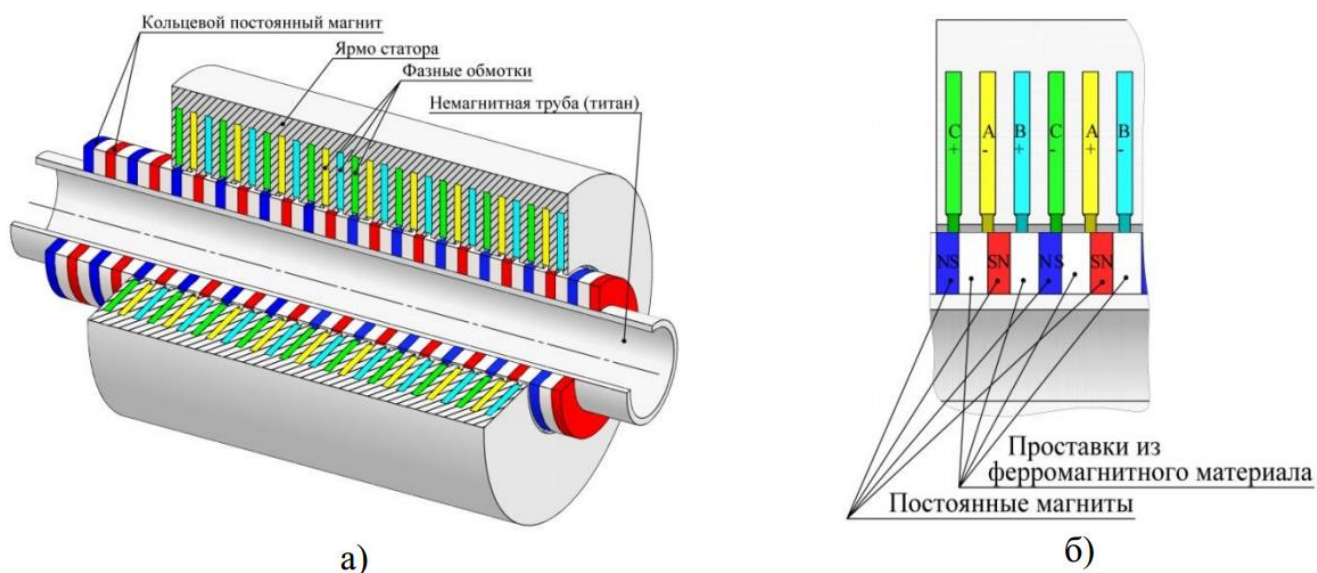 Кольцевой постоянный магнит
Ярмо статора
Фазные обмотки
Немагнитная труба (титан)
а)
C A B C A B
+ - + - + -
NS SN NS SN
Проставки из
ферромагнитного материала
Постоянные магниты
б)